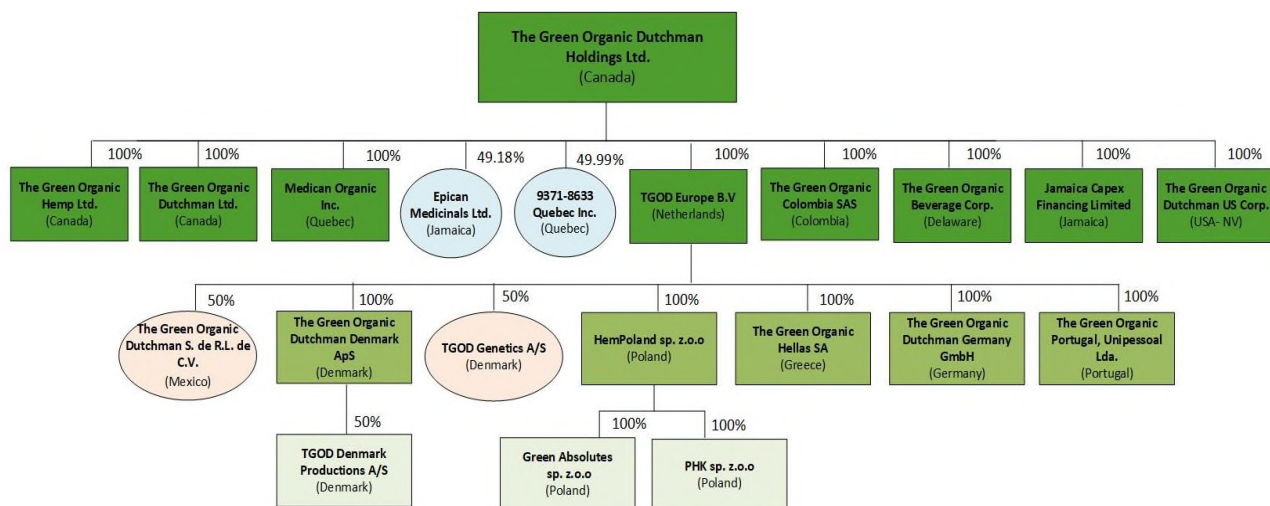 The Green Organic Dutchman
Holdings Ltd.
(Canada)
100%
100%
100%
49.18%
49.99%
100%
100%
100%
100%
100%
The Green Organic
Hemp Ltd.
(Canada)
The Green Organic
Dutchman Ltd.
(Canada)
Medican Organic
Inc.
(Quebec)
Epican
Medicinals Ltd.
(Jamaica)
9371-8633
Quebec Inc.
(Quebec)
TGOD Europe B.V
(Netherlands)
The Green Organic
Colombia SAS
(Colombia)
The Green Organic
Beverage Corp.
(Delaware)
Jamaica Capex
Financing Limited
(Jamaica)
The Green Organic
Dutchman US Corp.
(USA- NV)
50%
100%
50%
100%
100%
100%
100%
The Green Organic
Dutchman S. de R.L. de
C.V.
(Mexico)
The Green Organic
Dutchman Denmark
ApS
(Denmark)
TGOD Genetics A/S
(Denmark)
HemPoland sp. z.o.o
(Poland)
The Green Organic
Hellas SA
(Greece)
The Green Organic
Dutchman Germany
GmbH
(Germany)
The Green Organic
Portugal, Unipessoal
Lda.
(Portugal)
50%
100%
100%
TGOD Denmark
Productions A/S
(Denmark)
Green Absolutes
sp. z.o.o
(Poland)
PHK sp. z.o.o
(Poland)